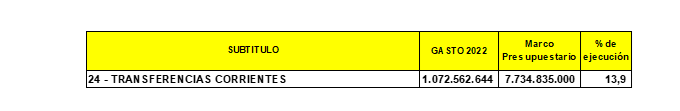 SUBTITULO GASTO 2022 Marco Presupuestario % de ejecución
24 - TRANSFERENCIAS CORRIENTES 1.072.562.644 7.734.835.000 13,9